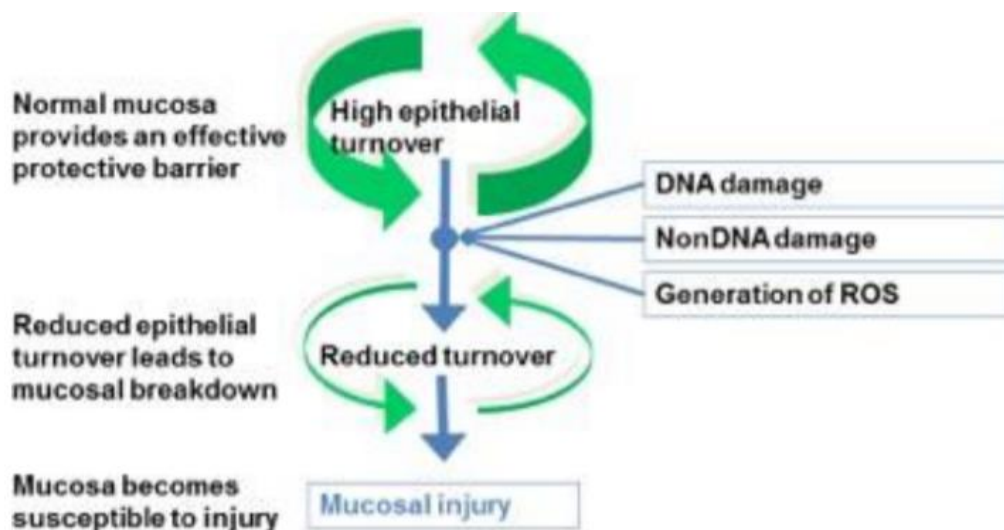 Normal mucosa
provides an effective
protective barrier
High epithelial
turnover
DNA damage
NonDNA damage
Generation of ROS
Reduced epithelial
turnover leads to
mucosal breakdown
Reduced turnover
Mucosa becomes
susceptible to injury
Mucosal injury